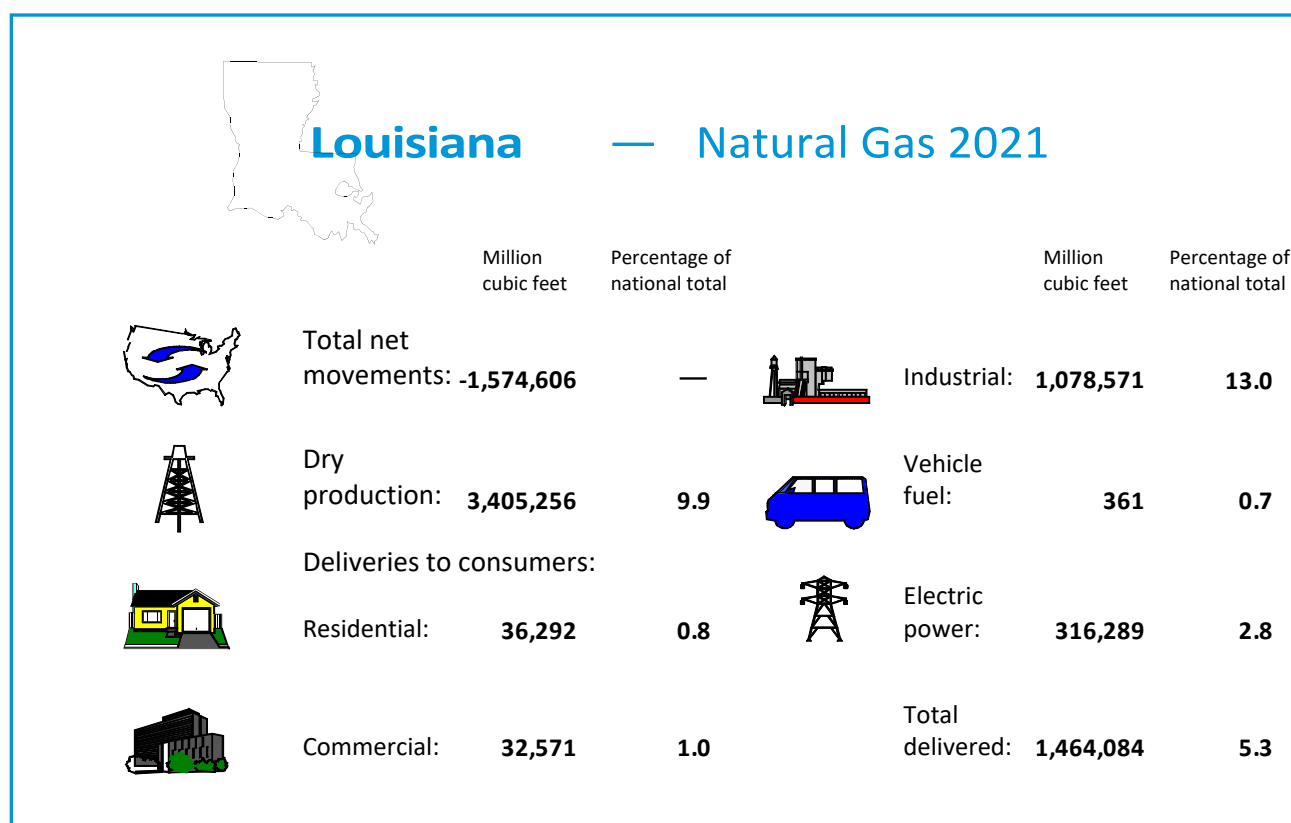 Louisiana — Natural Gas 2021
Million
cubic feet
Percentage of
national total
Million
cubic feet
Percentage of
national total
Total net
movements: -1,574,606 —
Industrial: 1,078,571 13.0
Dry
production: 3,405,256 9.9
Vehicle
fuel: 361 0.7
Deliveries to consumers:
Residential: 36,292 0.8
Electric
power: 316,289 2.8
Commercial: 32,571 1.0
Total
delivered: 1,464,084 5.3